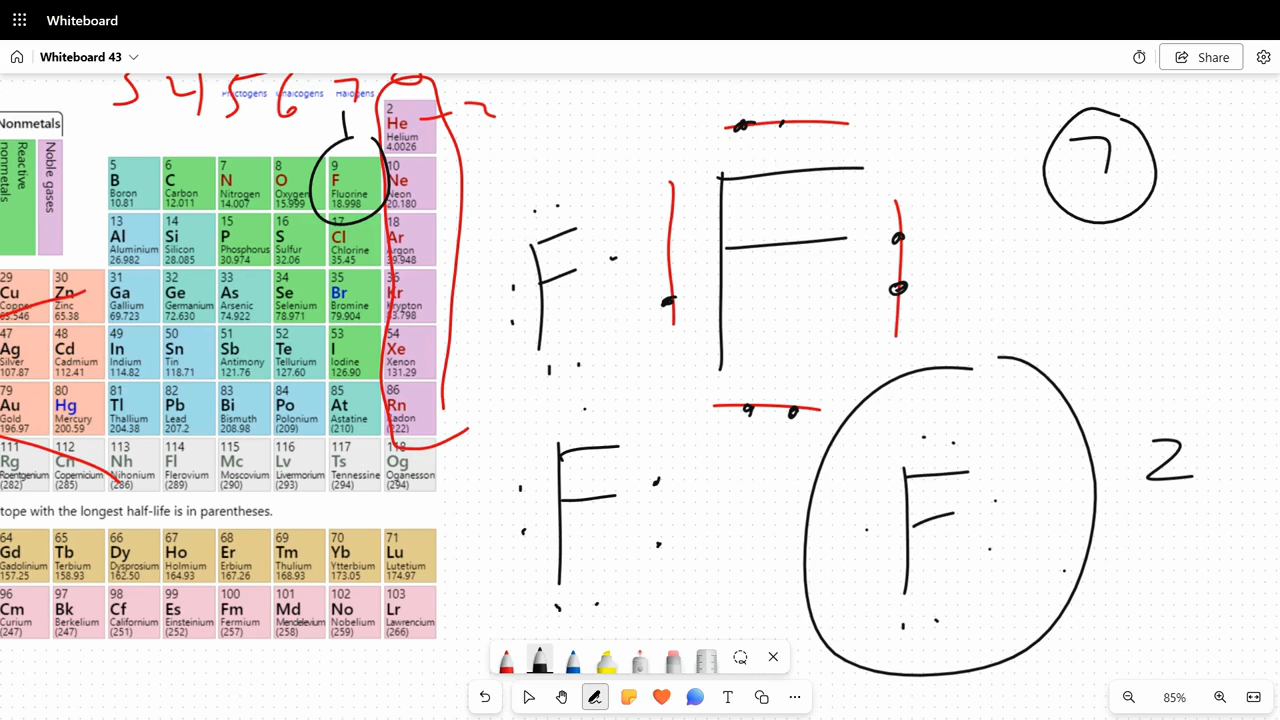 Whiteboard
Whiteboard 43
Share
3 4 5 6 7
Halogens
1
7
Nonmetals
Reactive nonmetals
Noble gases
2
He
Helium
4.0026
+2
5 6 7 8 9 10
B C N O F Ne
Boron Carbon Nitrogen Oxygen Fluorine Neon
10.81 12.011 14.007 15.999 18.998 20.180
13 14 15 16 17 18
Al Si P S Cl Ar
Aluminium Silicon Phosphorus Sulfur Chlorine Argon
26.982 28.085 30.974 32.06 35.45 39.948
29 30 31 32 33 34 35 36
Cu Zn Ga Ge As Se Br Kr
Copper Zinc Gallium Germanium Arsenic Selenium Bromine Krypton
63.546 65.38 69.723 72.630 74.922 78.971 79.904 83.798
47 48 49 50 51 52 53 54
Ag Cd In Sn Sb Te I Xe
Silver Cadmium Indium Tin Antimony Tellurium Iodine Xenon
107.87 112.41 114.82 118.71 121.76 127.60 126.90 131.29
79 80 81 82 83 84 85 86
Au Hg Tl Pb Bi Po At Rn
Gold Mercury Thallium Lead Bismuth Polonium Astatine Radon
196.97 200.59 204.38 207.2 208.98 (209) (210) (222)
111 112 113 114 115 116 117 118
Rg Cn Nh Fl Mc Lv Ts Og
Roentgenium Copernicium Nihonium Flerovium Moscovium Livermorium Tennessine Oganesson
(282) (285) (286) (289) (290) (293) (294) (294)
tope with the longest half-life is in parentheses.
64 65 66 67 68 69 70 71
Gd Tb Dy Ho Er Tm Yb Lu
Gadolinium Terbium Dysprosium Holmium Erbium Thulium Ytterbium Lutetium
157.25 158.93 162.50 164.93 167.26 168.93 173.05 174.97
96 97 98 99 100 101 102 103
Cm Bk Cf Es Fm Md No Lr
Curium Berkelium Californium Einsteinium Fermium Mendelevium Nobelium Lawrencium
(247) (247) (251) (252) (257) (258) (259) (266)
F F
F F 2
T
85%